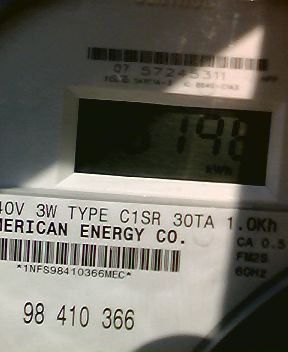 07 57245311
198
kWh
40V 3W TYPE C1SR 30TA 1.0Kh
MERICAN ENERGY CO.
CA 0.5
FM2S
60HZ
*1NFS98410366MEC*
98 410 366